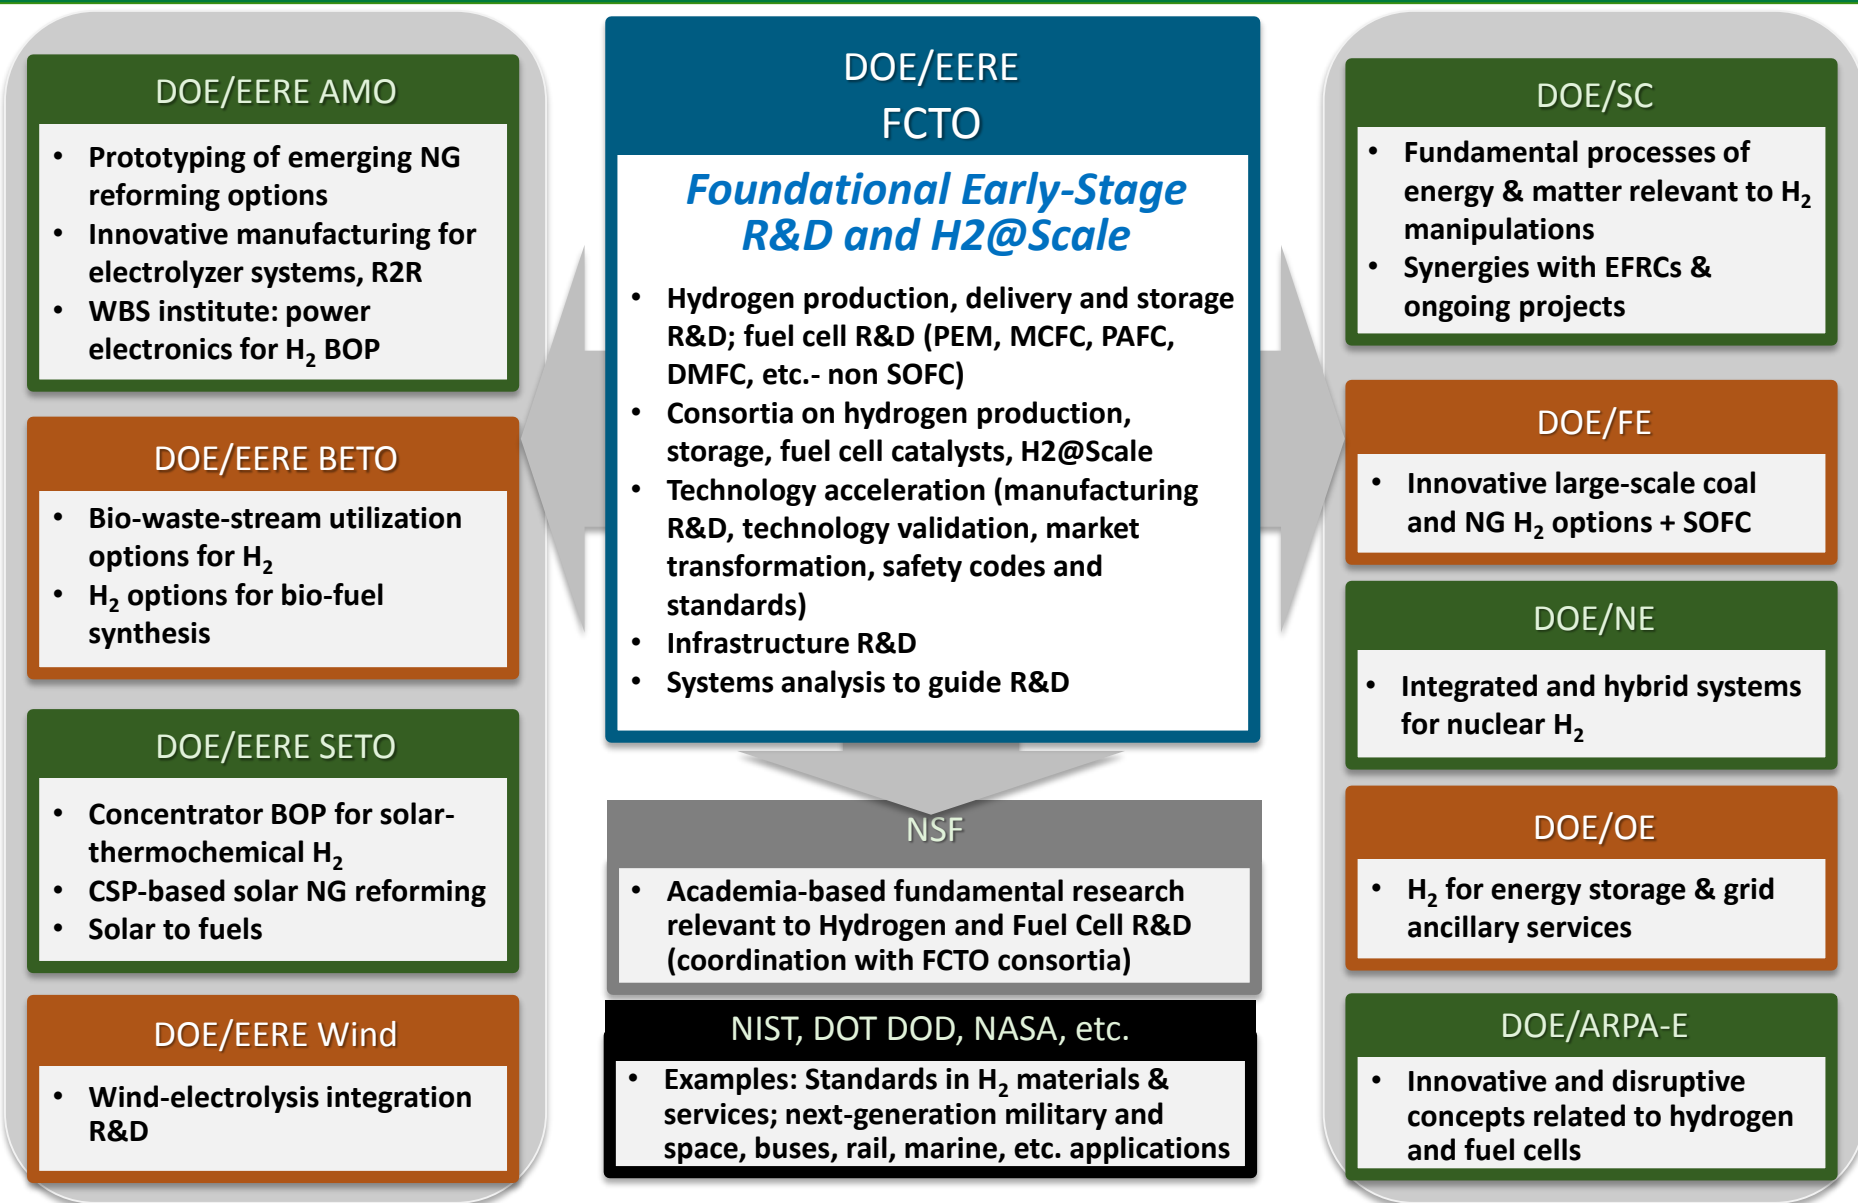 DOE/EERE AMO
• Prototyping of emerging NG
reforming options
• Innovative manufacturing for
electrolyzer systems, R2R
• WBS institute: power
electronics for H₂ BOP
DOE/EERE BETO
• Bio-waste-stream utilization
options for H₂
• H₂ options for bio-fuel
synthesis
DOE/EERE SETO
• Concentrator BOP for solar-
thermochemical H₂
• CSP-based solar NG reforming
• Solar to fuels
DOE/EERE Wind
• Wind-electrolysis integration
R&D
DOE/EERE
FCTO
Foundational Early-Stage
R&D and H2@Scale
• Hydrogen production, delivery and storage
R&D; fuel cell R&D (PEM, MCFC, PAFC,
DMFC, etc.- non SOFC)
• Consortia on hydrogen production,
storage, fuel cell catalysts, H2@Scale
• Technology acceleration (manufacturing
R&D, technology validation, market
transformation, safety codes and
standards)
• Infrastructure R&D
• Systems analysis to guide R&D
NSF
• Academia-based fundamental research
relevant to Hydrogen and Fuel Cell R&D
(coordination with FCTO consortia)
NIST, DOT DOD, NASA, etc.
• Examples: Standards in H₂ materials &
services; next-generation military and
space, buses, rail, marine, etc. applications
DOE/SC
• Fundamental processes of
energy & matter relevant to H₂
manipulations
• Synergies with EFRCs &
ongoing projects
DOE/FE
• Innovative large-scale coal
and NG H₂ options + SOFC
DOE/NE
• Integrated and hybrid systems
for nuclear H₂
DOE/OE
• H₂ for energy storage & grid
ancillary services
DOE/ARPA-E
• Innovative and disruptive
concepts related to hydrogen
and fuel cells